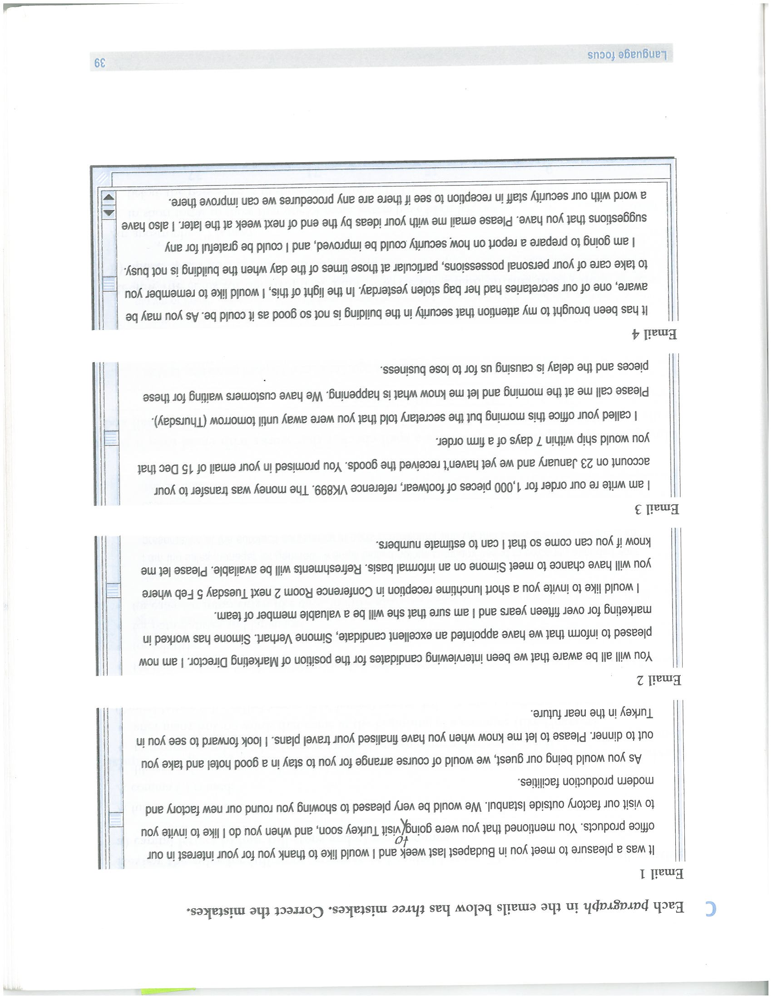 C Each paragraph in the emails below has three mistakes. Correct the mistakes.
Email 1
It was a pleasure to meet you in Budapest last week and I would like to thank you for your interest in our
to
office products. You mentioned that you were going visit Turkey soon, and when you do I like to invite you
to visit our factory outside Istanbul. We would be very pleased to showing you round our new factory and
modern production facilities.
As you would being our guest, we would of course arrange for you to stay in a good hotel and take you
out to dinner. Please to let me know when you have finalised your travel plans. I look forward to see you in
Turkey in the near future.
Email 2
You will all be aware that we been interviewing candidates for the position of Marketing Director. I am now
pleased to inform that we have appointed an excellent candidate, Simone Verhart. Simone has worked in
marketing for over fifteen years and I am sure that she will be a valuable member of team.
I would like to invite you a short lunchtime reception in Conference Room 2 next Tuesday 5 Feb where
you will have chance to meet Simone on an informal basis. Refreshments will be available. Please let me
know if you can come so that I can to estimate numbers.
Email 3
I am write re our order for 1,000 pieces of footwear, reference VK899. The money was transfer to your
account on 23 January and we yet haven't received the goods. You promised in your email of 15 Dec that
you would ship within 7 days of a firm order.
I called your office this morning but the secretary told that you were away until tomorrow (Thursday).
Please call me at the morning and let me know what is happening. We have customers waiting for these
pieces and the delay is causing us for to lose business.
Email 4
It has been brought to my attention that security in the building is not so good as it could be. As you may be
aware, one of our secretaries had her bag stolen yesterday. In the light of this, I would like to remember you
to take care of your personal possessions, particular at those times of the day when the building is not busy.
I am going to prepare a report on how security could be improved, and I could be grateful for any
suggestions that you have. Please email me with your ideas by the end of next week at the later. I also have
a word with our security staff in reception to see if there are any procedures we can improve there.
Language focus 39